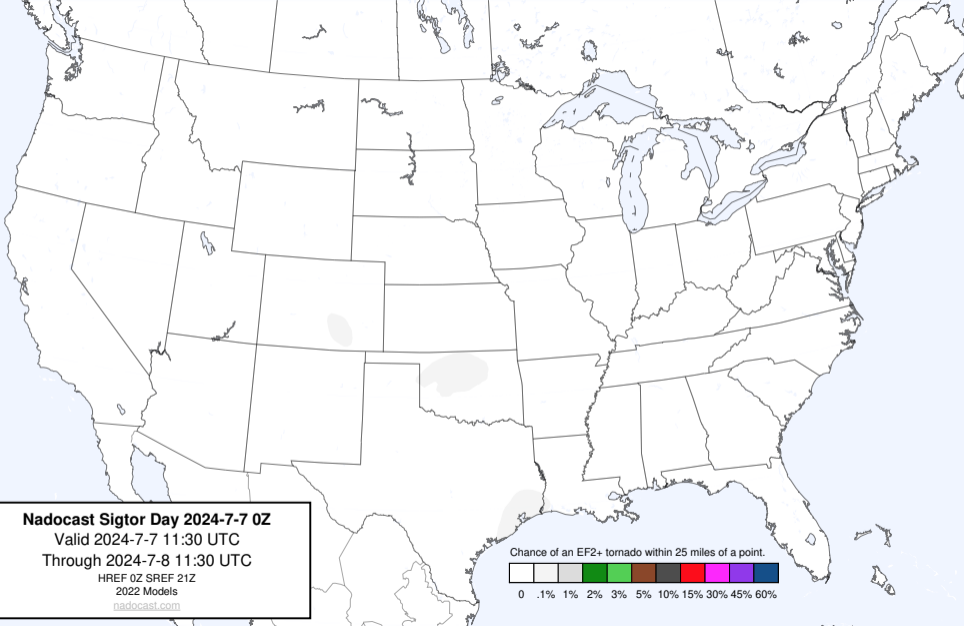 Nadocast Sigtor Day 2024-7-7 0Z
Valid 2024-7-7 11:30 UTC
Through 2024-7-8 11:30 UTC
HREF 0Z SREF 21Z
2022 Models
nadocast.com
Chance of an EF2+ tornado within 25 miles of a point.
0 .1% 1% 2% 3% 5% 10% 15% 30% 45% 60%